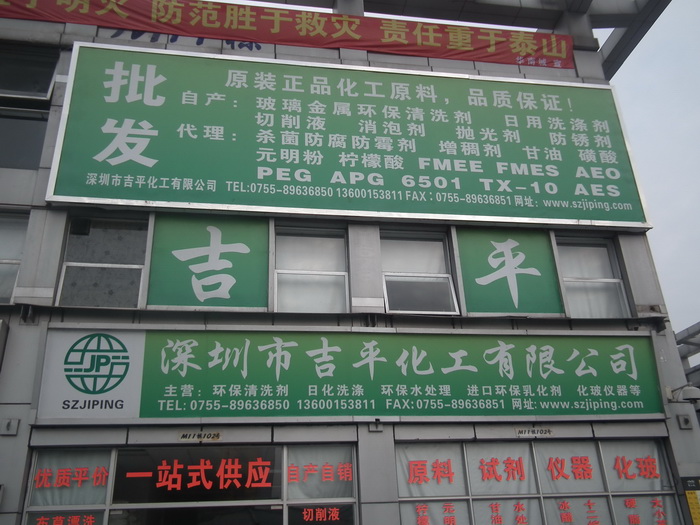 防范胜于救灾 责任重于泰山
批发
原装正品化工原料，品质保证！
自产：玻璃金属环保清洗剂 日用洗涤剂
切削液 消泡剂 抛光剂 防锈剂
代理：杀菌防腐防霉剂 增稠剂 甘油 磺酸
元明粉 柠檬酸 FMEE FMES AEO
PEG APG 6501 TX-10 AES
深圳市吉平化工有限公司 TEL:0755-89636850 13600153811 FAX:0755-89636851 网址:www.szjiping.com
吉平
JP
SZJIPING
深圳市吉平化工有限公司
主营：环保清洗剂 日化洗涤 环保水处理 进口环保乳化剂 化玻仪器等
TEL: 0755-89636850 13600153811 FAX:0755-89636851 网址:www.szjiping.com
优质平价 一站式供应 自产自销
原料 试剂 仪器 化玻
切削液